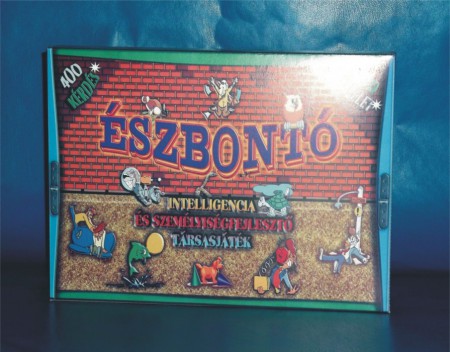 400
KÉRDÉS
ÉSZBONTÓ
INTELLIGENCIA
ÉS SZEMÉLYISÉGFEJLESZTŐ
TÁRSASJÁTÉK